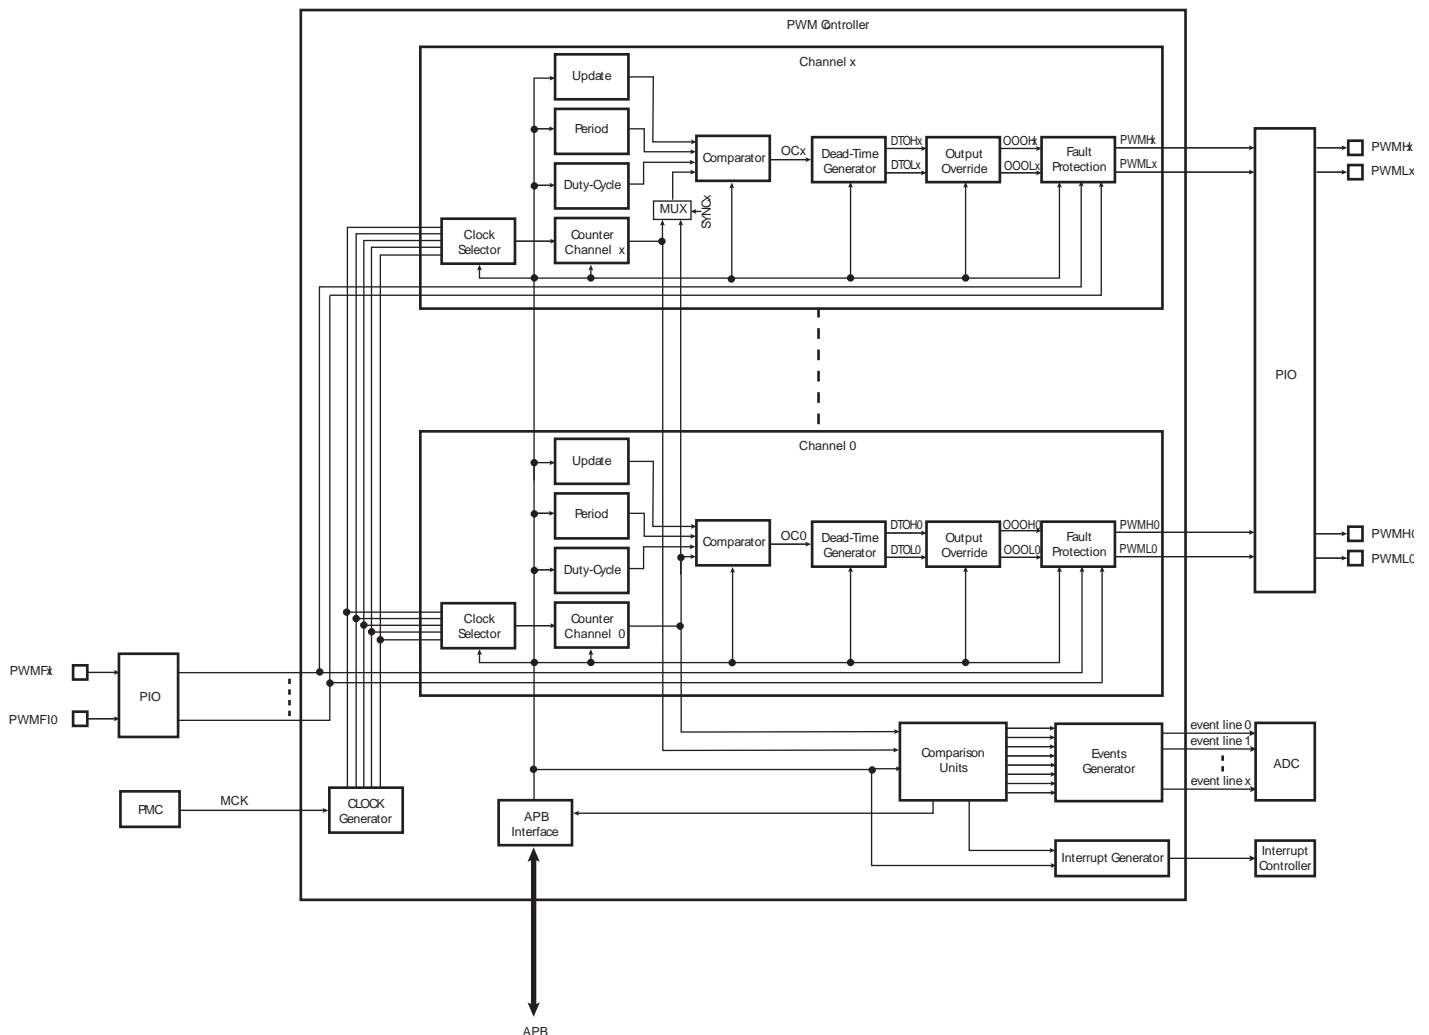 PWM Controller
Channel x
Update
Period
Duty-Cycle
Clock
Selector
Counter
Channel x
MUX
SYNCx
Comparator
OCx
Dead-Time
Generator
DTOHx
DTOLx
Output
Override
OOOHx
OOOLx
Fault
Protection
PWMHx
PWMLx
PIO
PWMHx
PWMLx
Channel 0
Update
Period
Duty-Cycle
Clock
Selector
Counter
Channel 0
Comparator
OC0
Dead-Time
Generator
DTOH0
DTOL0
Output
Override
OOOH0
OOOL0
Fault
Protection
PWMH0
PWML0
PWMH0
PWML0
PWMFIx
PWMFI0
PIO
PMC
MCK
CLOCK
Generator
APB
Interface
Comparison
Units
Events
Generator
event line 0
event line 1
event line x
ADC
Interrupt Generator
Interrupt
Controller
APB